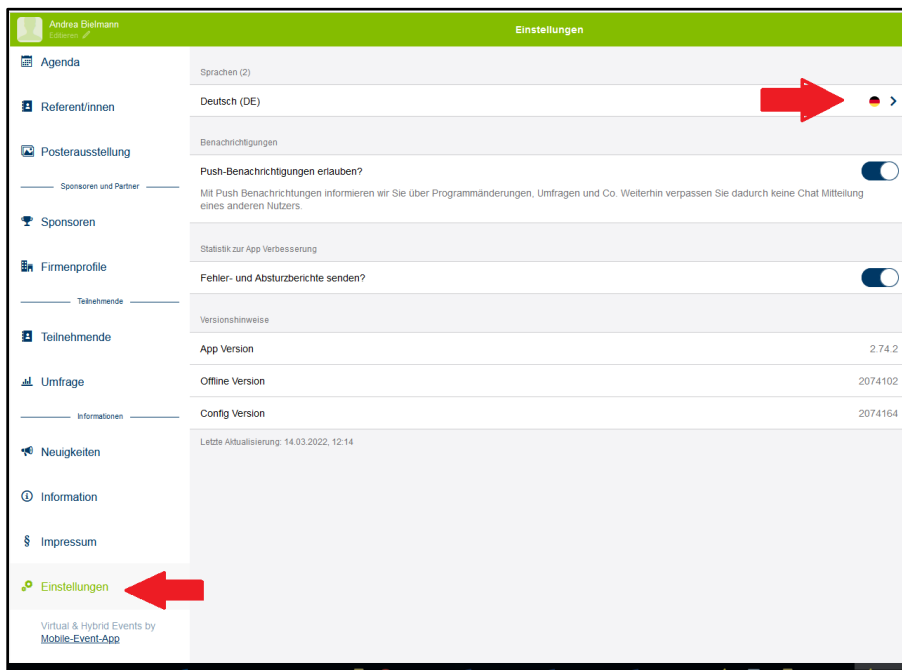 Andrea Bielmann
Editieren
Einstellungen
Agenda
Referent/innen
Posterausstellung
Sponsoren und Partner
Sponsoren
Firmenprofile
Teilnehmende
Teilnehmende
Umfrage
Informationen
Neuigkeiten
Information
§ Impressum
Einstellungen
Virtual & Hybrid Events by
Mobile-Event-App
Sprachen (2)
Deutsch (DE)
Benachrichtigungen
Push-Benachrichtigungen erlauben?
Mit Push Benachrichtungen informieren wir Sie über Programmänderungen, Umfragen und Co. Weiterhin verpassen Sie dadurch keine Chat Mitteilung
eines anderen Nutzers.
Statistik zur App Verbesserung
Fehler- und Absturzberichte senden?
Versionshinweise
App Version 2.74.2
Offline Version 2074102
Config Version 2074164
Letzte Aktualisierung: 14.03.2022, 12:14